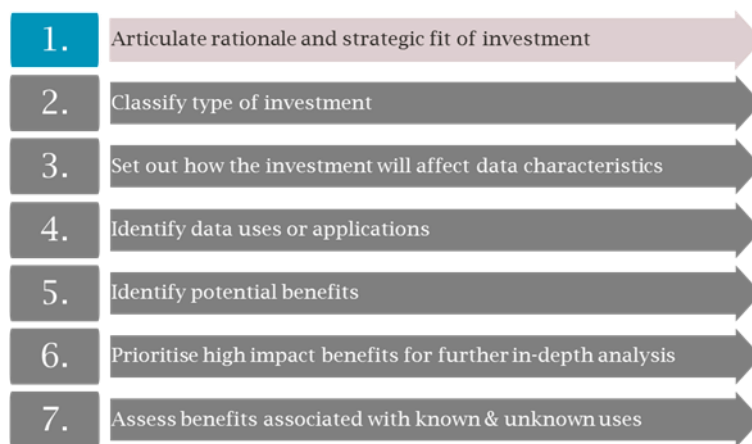 1. Articulate rationale and strategic fit of investment
2. Classify type of investment
3. Set out how the investment will affect data characteristics
4. Identify data uses or applications
5. Identify potential benefits
6. Prioritise high impact benefits for further in-depth analysis
7. Assess benefits associated with known & unknown uses